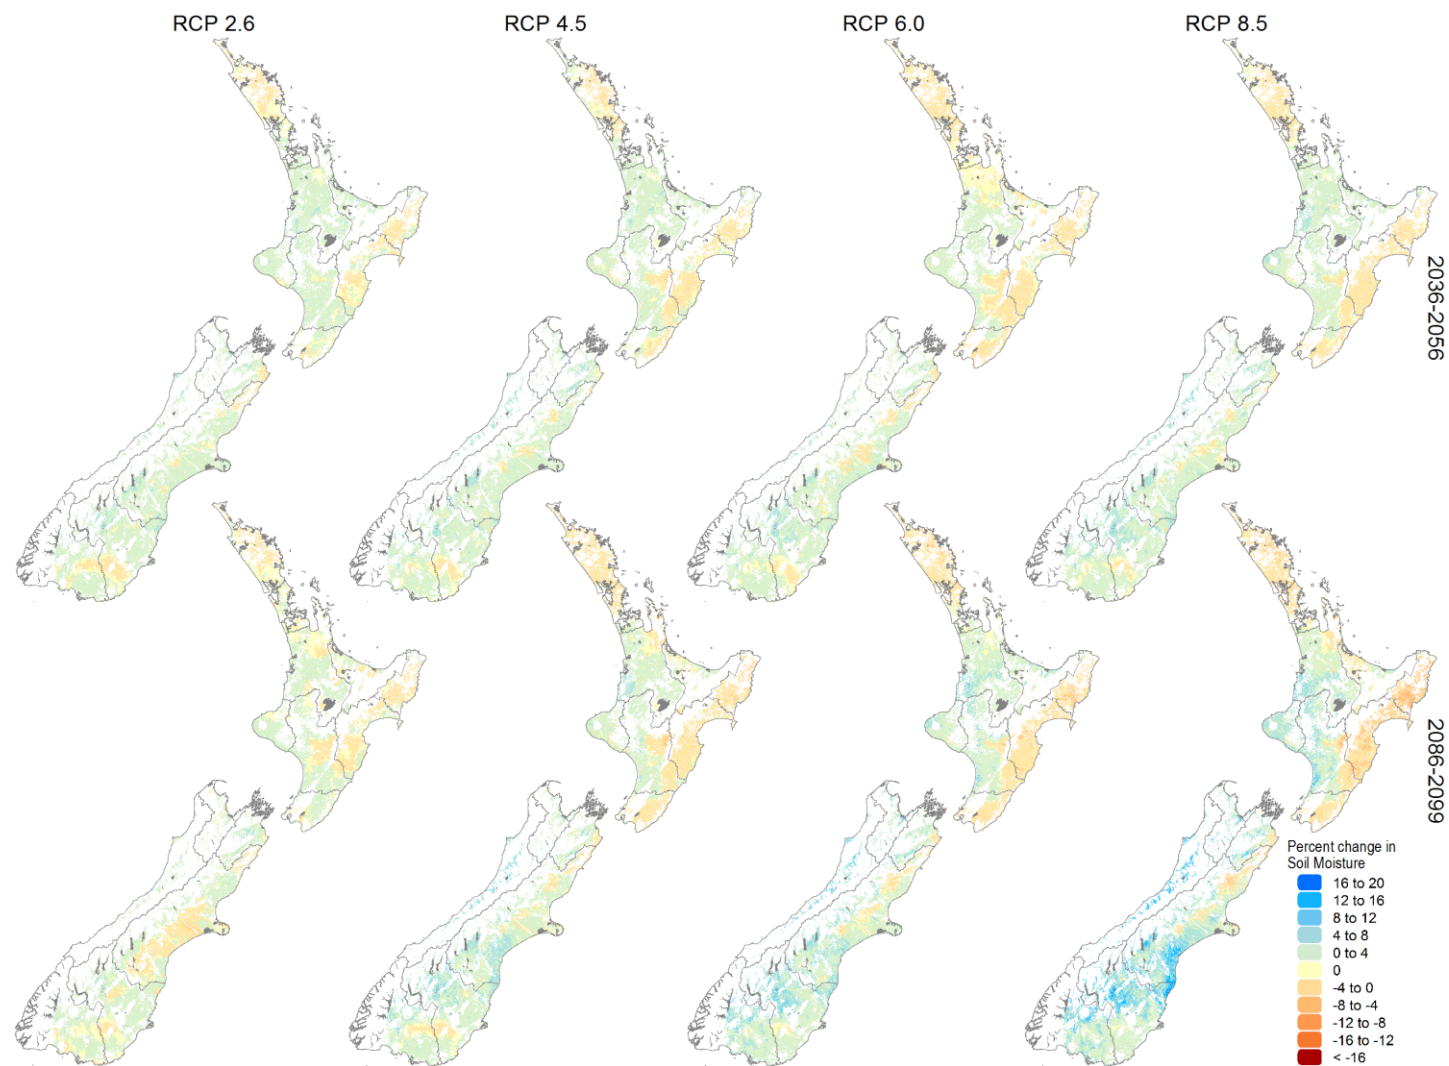 RCP 2.6
RCP 4.5
RCP 6.0
RCP 8.5
2036-2056
2086-2099
Percent change in
Soil Moisture
16 to 20
12 to 16
8 to 12
4 to 8
0 to 4
0
-4 to 0
-8 to -4
-12 to -8
-16 to -12
< -16